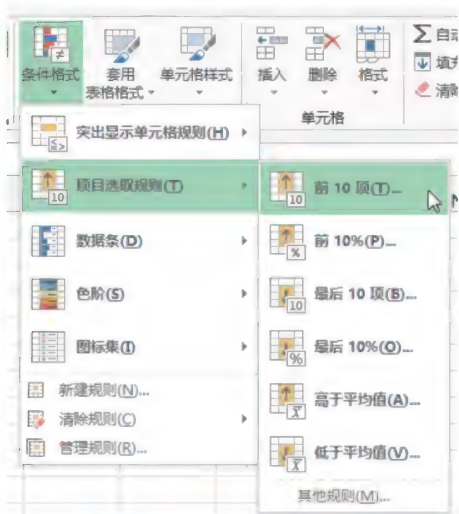 Σ 自动
条件格式 套用 单元格样式 插入 删除 格式 填充
表格格式 清除
单元格
突出显示单元格规则(H)
项目选取规则(T)
数据条(D)
色阶(S)
图标集(I)
新建规则(N)...
清除规则(C)
管理规则(R)...
前 10 项(T)...
前 10%(P)...
最后 10 项(B)...
最后 10%(O)...
高于平均值(A)...
低于平均值(V)...
其他规则(M)...